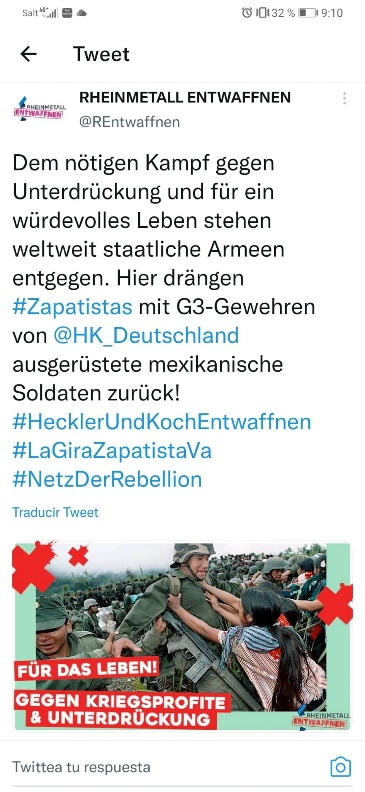 Salt 4G 32 % 9:10
Tweet
RHEINMETALL ENTWAFFNEN
@REntwaffnen
Dem nötigen Kampf gegen
Unterdrückung und für ein
würdevolles Leben stehen
weltweit staatliche Armeen
entgegen. Hier drängen
#Zapatistas mit G3-Gewehren
von @HK_Deutschland
ausgerüstete mexikanische
Soldaten zurück!
#HecklerUndKochEntwaffnen
#LaGiraZapatistaVa
#NetzDerRebellion
Traducir Tweet
FÜR DAS LEBEN!
GEGEN KRIEGSPROFITE
& UNTERDRÜCKUNG
RHEINMETALL
ENTWAFFNEN
Twittea tu respuesta